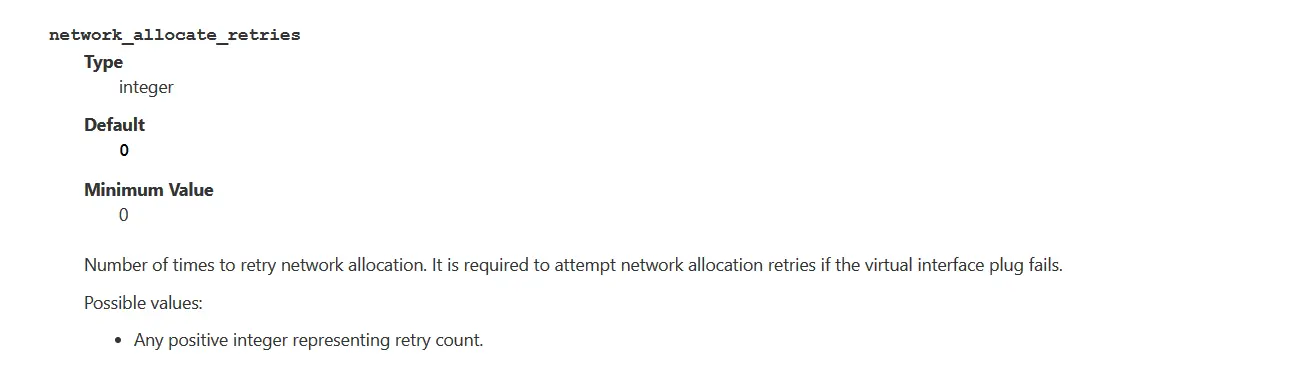 network_allocate_retries
Type
integer
Default
0
Minimum Value
0
Number of times to retry network allocation. It is required to attempt network allocation retries if the virtual interface plug fails.
Possible values:
• Any positive integer representing retry count.